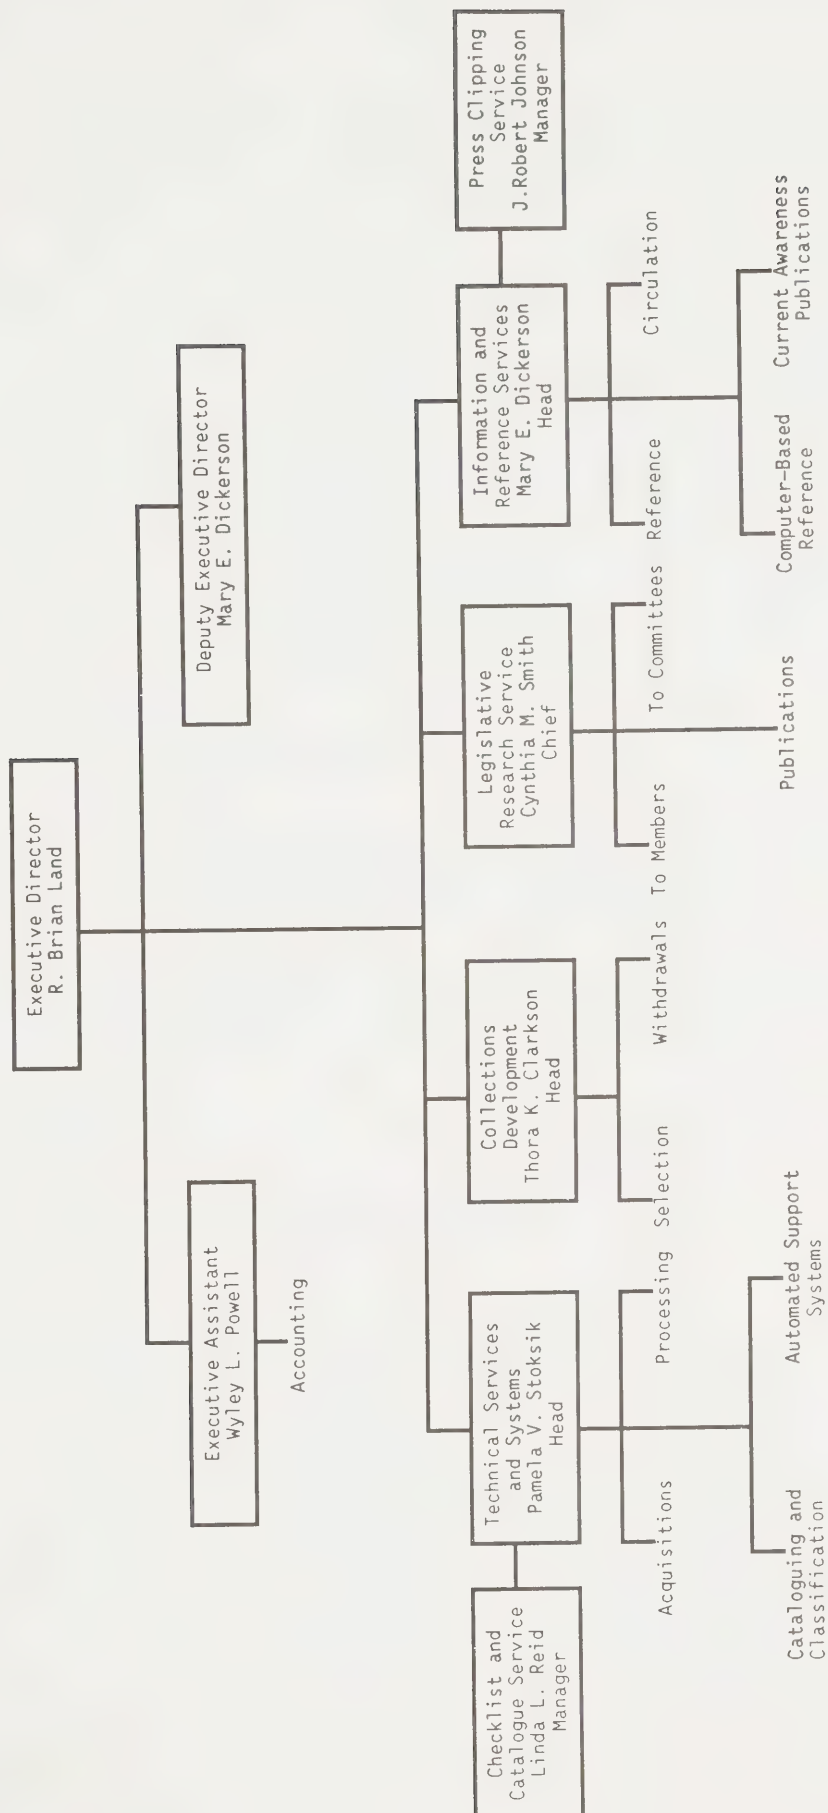 Executive Director
R. Brian Land
Executive Assistant
Wyley L. Powell
Accounting
Deputy Executive Director
Mary E. Dickerson
Checklist and
Catalogue Service
Linda L. Reid
Manager
Technical Services
and Systems
Pamela V. Stoksik
Head
Acquisitions
Processing
Cataloguing and
Classification
Automated Support
Systems
Collections
Development
Thora K. Clarkson
Head
Selection
Withdrawals
Legislative
Research Service
Cynthia M. Smith
Chief
To Members
To Committees
Publications
Information and
Reference Services
Mary E. Dickerson
Head
Reference
Circulation
Computer-Based
Reference
Current Awareness
Publications
Press Clipping
Service
J.Robert Johnson
Manager